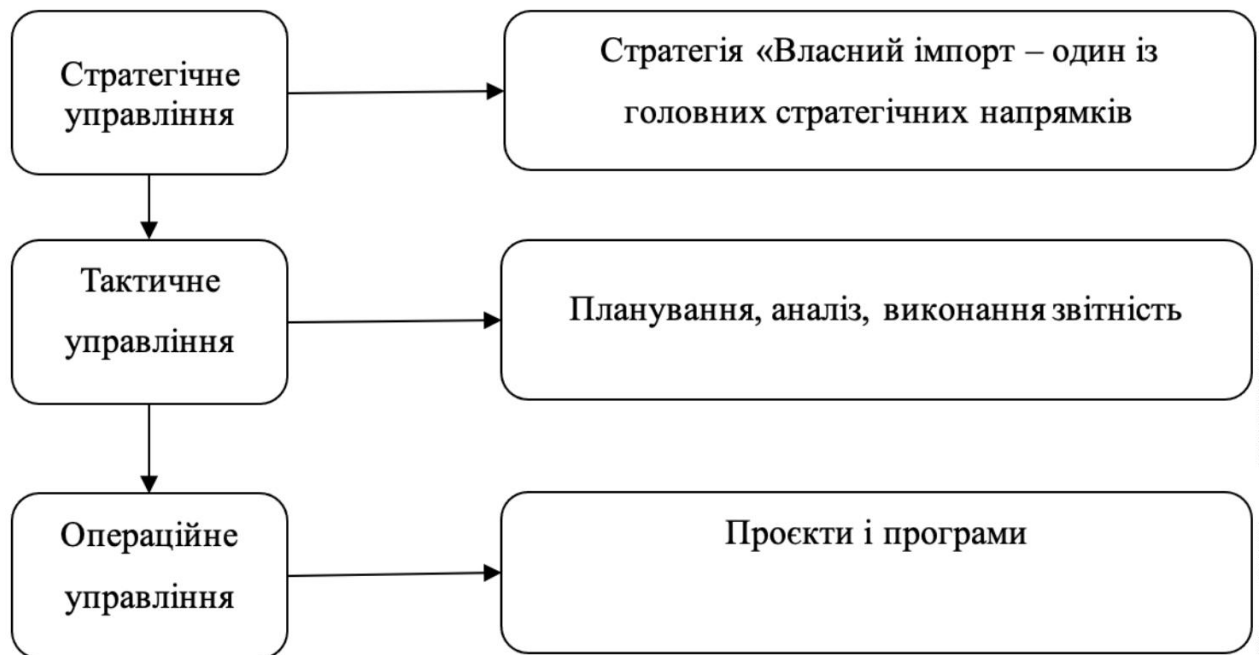 Стратегічне
управління
Стратегія «Власний імпорт – один із
головних стратегічних напрямків
Тактичне
управління
Планування, аналіз, виконання звітність
Операційне
управління
Проєкти і програми